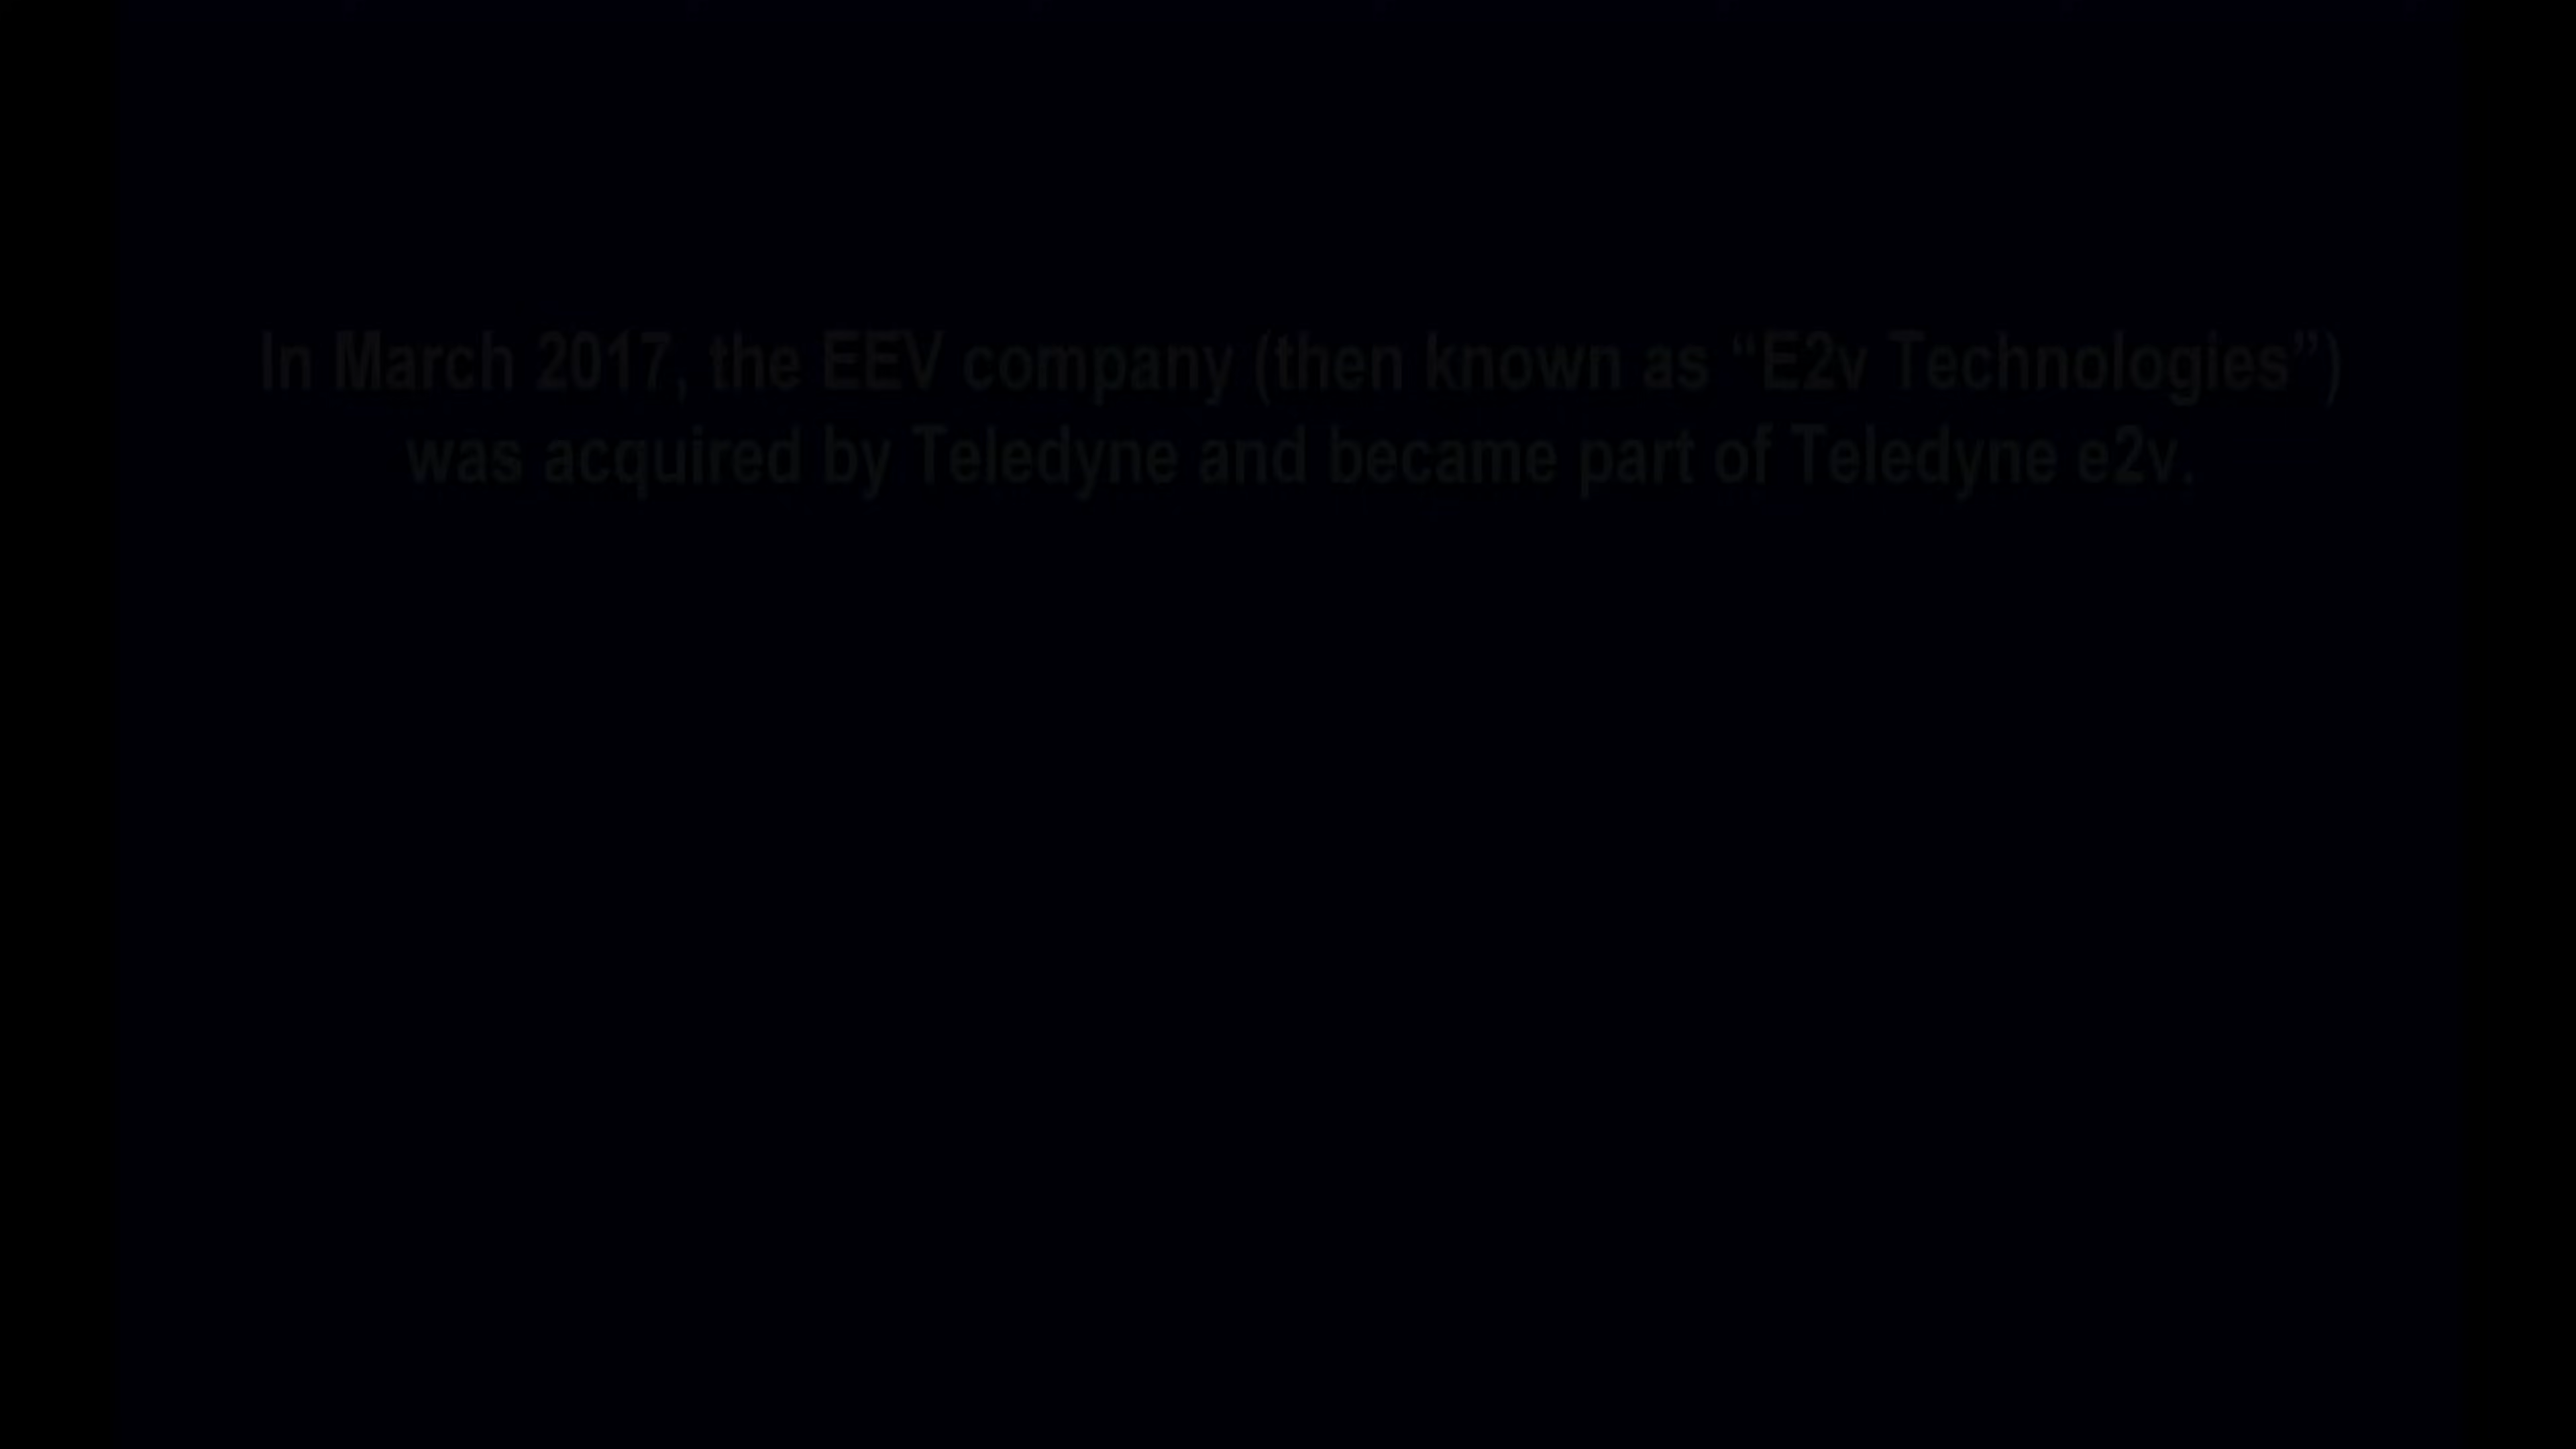 In March 2017, the EEV company (then known as “E2v Technologies”)
was acquired by Teledyne and became part of Teledyne e2v.